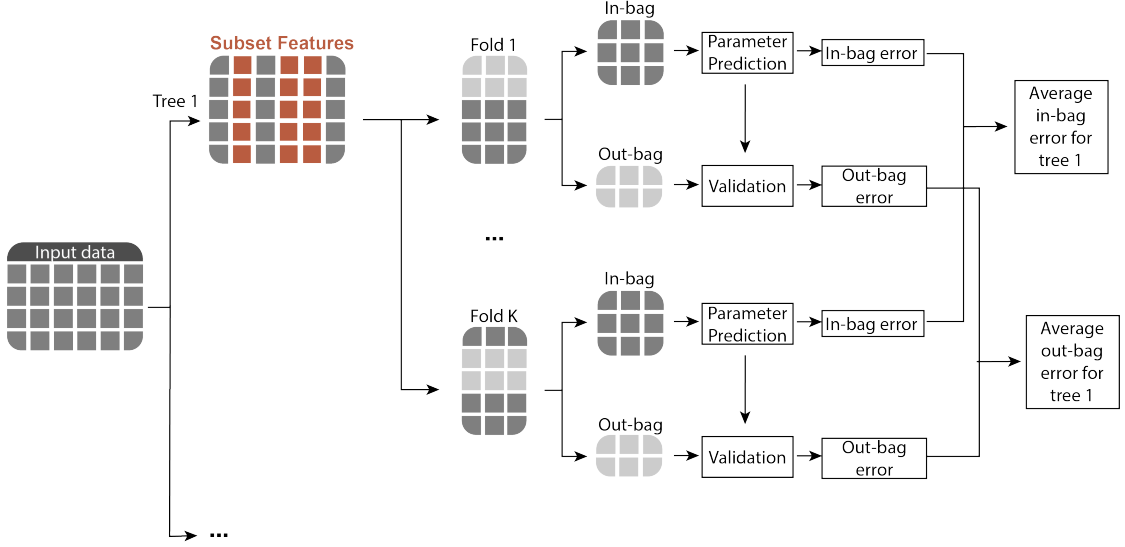 In-bag
Subset Features
Fold 1
Parameter
Prediction
In-bag error
Tree 1
Average
in-bag
error for
tree 1
Out-bag
Validation
Out-bag
error
...
Input data
In-bag
Fold K
Parameter
Prediction
In-bag error
Average
out-bag
error for
tree 1
Out-bag
Validation
Out-bag
error
...